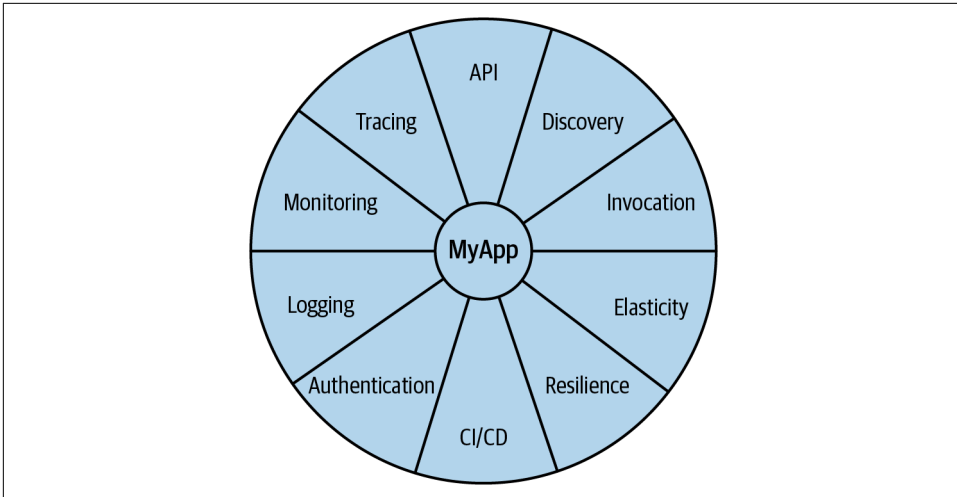 API
Discovery
Invocation
Elasticity
Resilience
CI/CD
Authentication
Logging
Monitoring
Tracing
MyApp